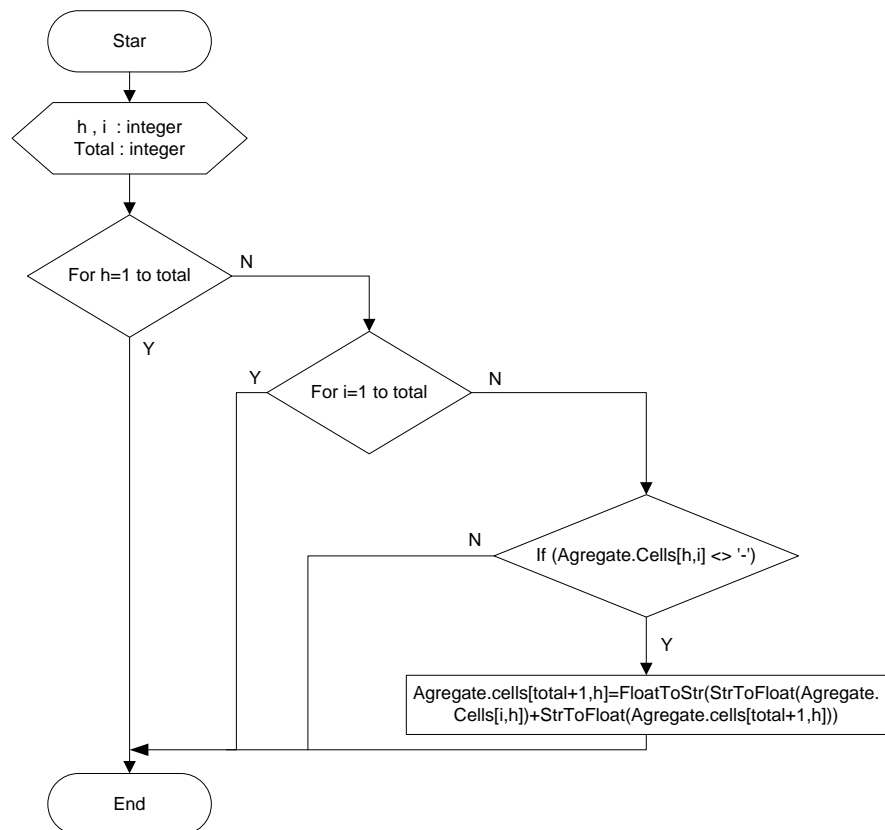 Star
h , i : integer
Total : integer
For h=1 to total
N
Y
For i=1 to total
Y
N
If (Agregate.Cells[h,i] <> '-')
N
Y
Agregate.cells[total+1,h]=FloatToStr(StrToFloat(Agregate.
Cells[i,h])+StrToFloat(Agregate.cells[total+1,h]))
End